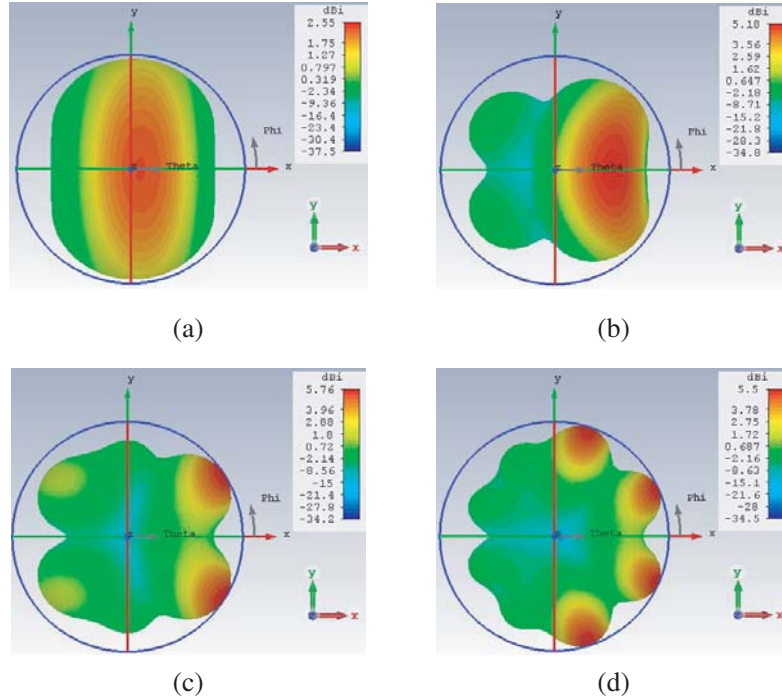 y
dBi
2.55
1.75
1.27
0.797
0.319
-2.34
-9.36
-16.4
-23.4
-30.4
-37.5
Phi
z
Theta
x
y
x
(a)
y
dBi
5.18
3.56
2.59
1.62
0.647
-2.18
-8.71
-15.2
-21.8
-28.3
-34.8
Phi
Theta
x
y
x
(b)
y
dBi
5.76
3.96
2.88
1.8
0.72
-2.14
-8.56
-15
-21.4
-27.8
-34.2
Phi
z
Theta
x
y
x
(c)
y
dBi
5.5
3.78
2.75
1.72
0.687
-2.16
-8.63
-15.1
-21.6
-28
-34.5
Phi
Theta
x
y
x
(d)